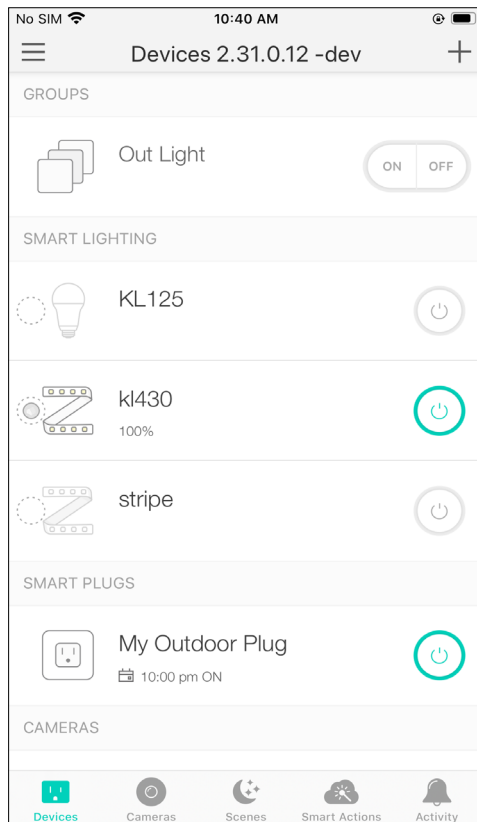 No SIM 10:40 AM
Devices 2.31.0.12 -dev
GROUPS
Out Light
ON OFF
SMART LIGHTING
KL125
kl430
100%
stripe
SMART PLUGS
My Outdoor Plug
10:00 pm ON
CAMERAS
Devices Cameras Scenes Smart Actions Activity